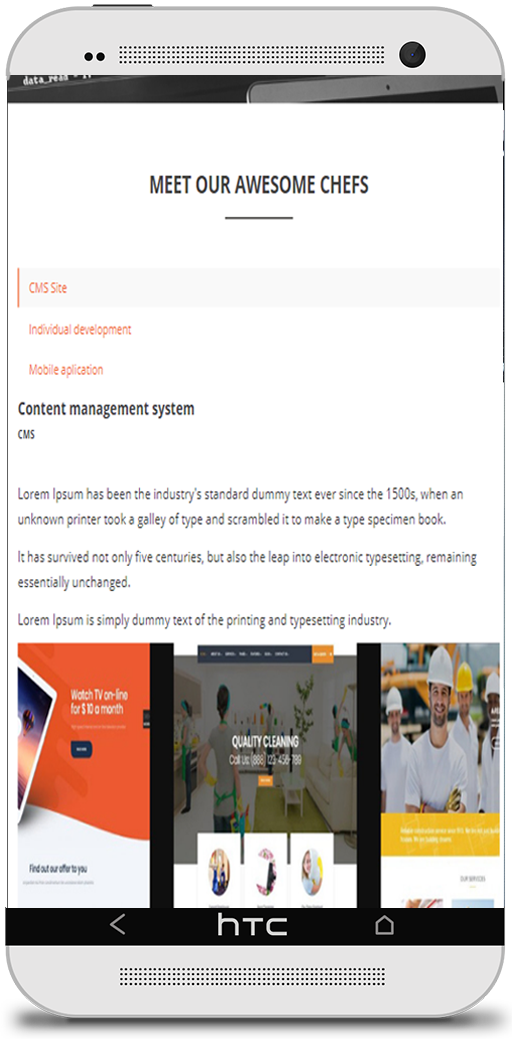 MEET OUR AWESOME CHEFS
CMS Site
Individual development
Mobile aplication
Content management system
CMS
Lorem Ipsum has been the industry's standard dummy text ever since the 1500s, when an
unknown printer took a galley of type and scrambled it to make a type specimen book.
It has survived not only five centuries, but also the leap into electronic typesetting, remaining
essentially unchanged.
Lorem Ipsum is simply dummy text of the printing and typesetting industry.
Watch TV on-line
for $ 10 a month
Find out our offer to you
QUALITY CLEANING
Call Us: (888) 123-456-789
OUR SERVICES
hTC